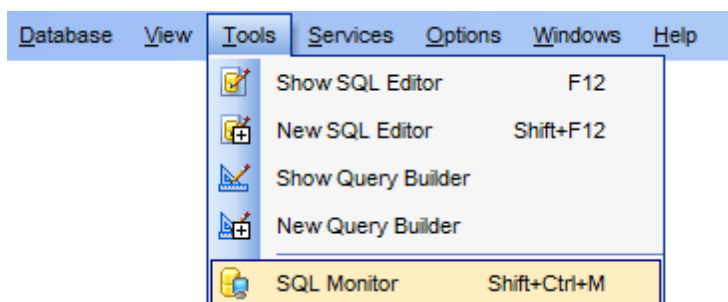 Database View Tools Services Options Windows Help
Show SQL Editor F12
New SQL Editor Shift+F12
Show Query Builder
New Query Builder
SQL Monitor Shift+Ctrl+M